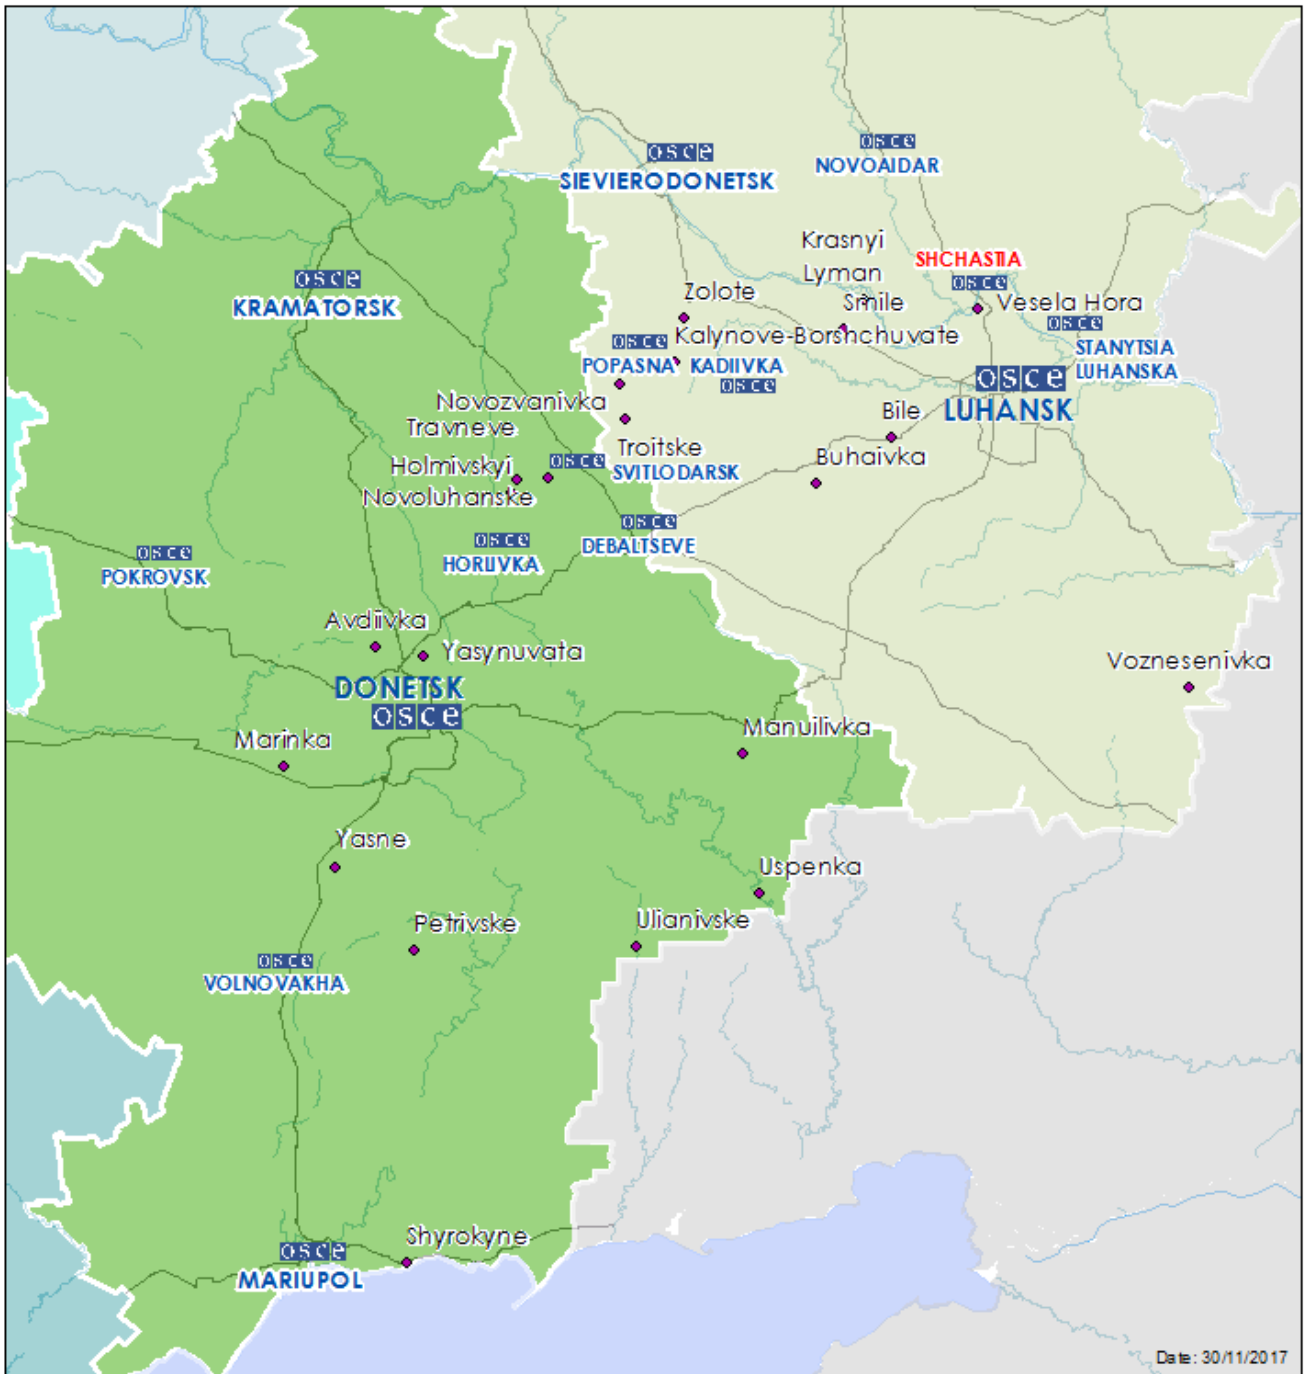 osce
SIEVIERODONETSK
osce
NOVOAIDAR
Krasnyi
Lyman
SHCHASTIA
osce
osce
KRAMATORSK
Zolote
Smile
Vesela Hora
osce
STANYTSIA
LUHANSKA
osce
POPASNA
Kalynove-Borshchuvate
KADIIVKA
osce
osce
LUHANSK
Novozvanivka
Travneve
Bile
Troitske
Buhaivka
Holmivskyi
osce
SVITLODARSK
Novoluhanske
osce
DEBALTSEVE
osce
HORLIVKA
osce
POKROVSK
Avdiivka
Yasynuvata
Voznesenivka
DONETSK
osce
Marinka
Manuilivka
Yasne
Uspenka
Petrivske
Ulianivske
osce
VOLNOVAKHA
Shyrokyne
osce
MARIUPOL
Date: 30/11/2017